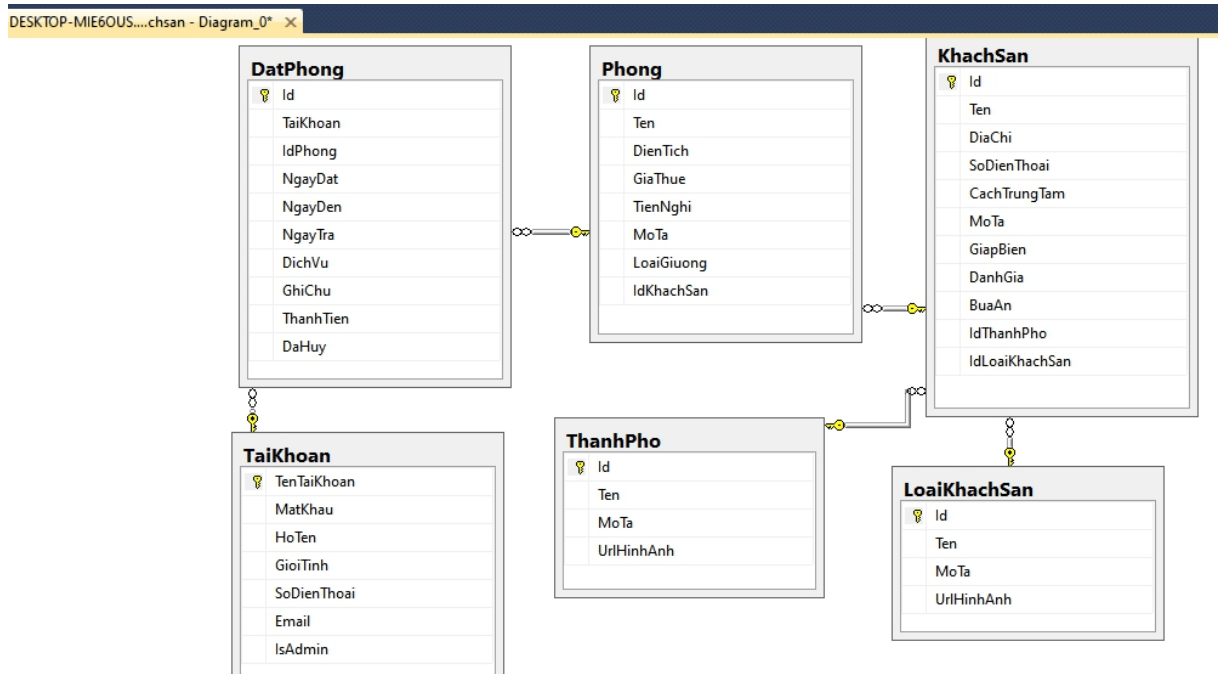 DESKTOP-MIE6OUS....chsan - Diagram_0*
DatPhong
Id
TaiKhoan
IdPhong
NgayDat
NgayDen
NgayTra
DichVu
GhiChu
ThanhTien
DaHuy
Phong
Id
Ten
DienTich
GiaThue
TienNghi
MoTa
LoaiGiuong
IdKhachSan
KhachSan
Id
Ten
DiaChi
SoDienThoai
CachTrungTam
MoTa
GiapBien
DanhGia
BuaAn
IdThanhPho
IdLoaiKhachSan
TaiKhoan
TenTaiKhoan
MatKhau
HoTen
GioiTinh
SoDienThoai
Email
IsAdmin
ThanhPho
Id
Ten
MoTa
UrlHinhAnh
LoaiKhachSan
Id
Ten
MoTa
UrlHinhAnh